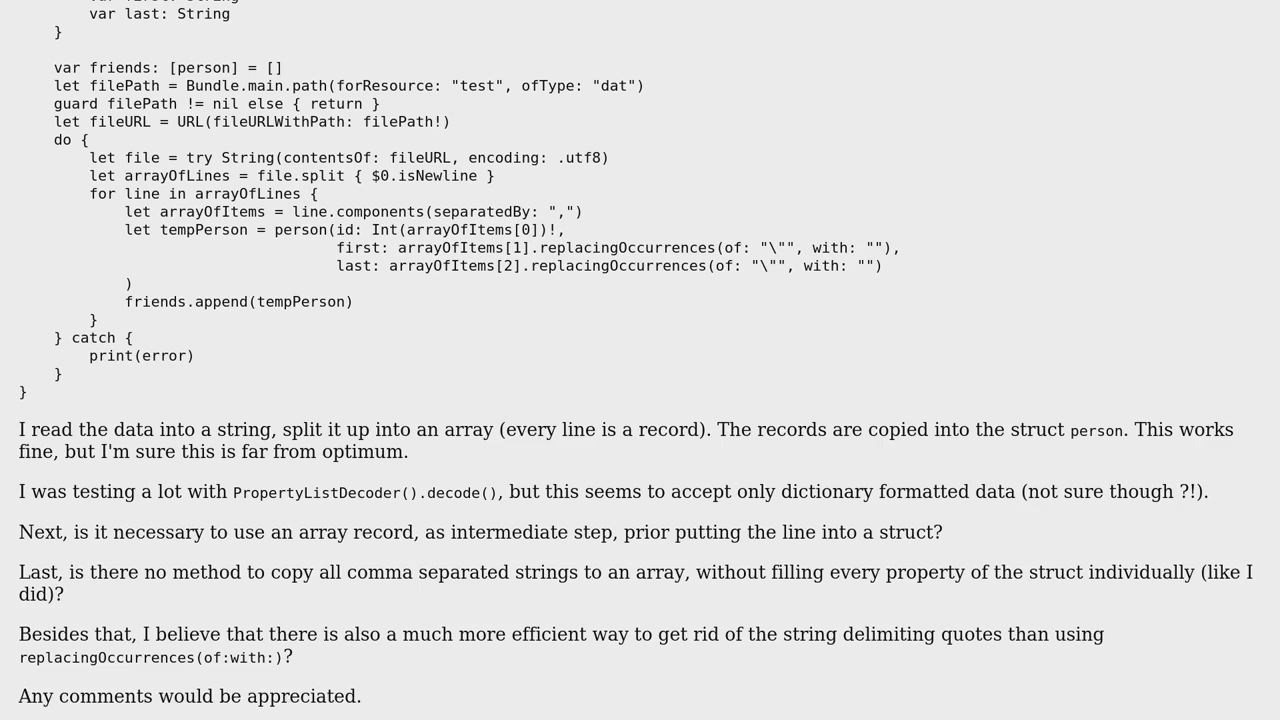 var last: String
}
var friends: [person] = []
let filePath = Bundle.main.path(forResource: "test", ofType: "dat")
guard filePath != nil else { return }
let fileURL = URL(fileURLWithPath: filePath!)
do {
let file = try String(contentsOf: fileURL, encoding: .utf8)
let arrayOfLines = file.split { $0.isNewline }
for line in arrayOfLines {
let arrayOfItems = line.components(separatedBy: ",")
let tempPerson = person(id: Int(arrayOfItems[0])!,
first: arrayOfItems[1].replacingOccurrences(of: "\"", with: ""),
last: arrayOfItems[2].replacingOccurrences(of: "\"", with: "")
)
friends.append(tempPerson)
}
} catch {
print(error)
}
}
I read the data into a string, split it up into an array (every line is a record). The records are copied into the struct person. This works
fine, but I'm sure this is far from optimum.
I was testing a lot with PropertyListDecoder().decode(), but this seems to accept only dictionary formatted data (not sure though ?!).
Next, is it necessary to use an array record, as intermediate step, prior putting the line into a struct?
Last, is there no method to copy all comma separated strings to an array, without filling every property of the struct individually (like I
did)?
Besides that, I believe that there is also a much more efficient way to get rid of the string delimiting quotes than using
replacingOccurrences(of:with:)?
Any comments would be appreciated.